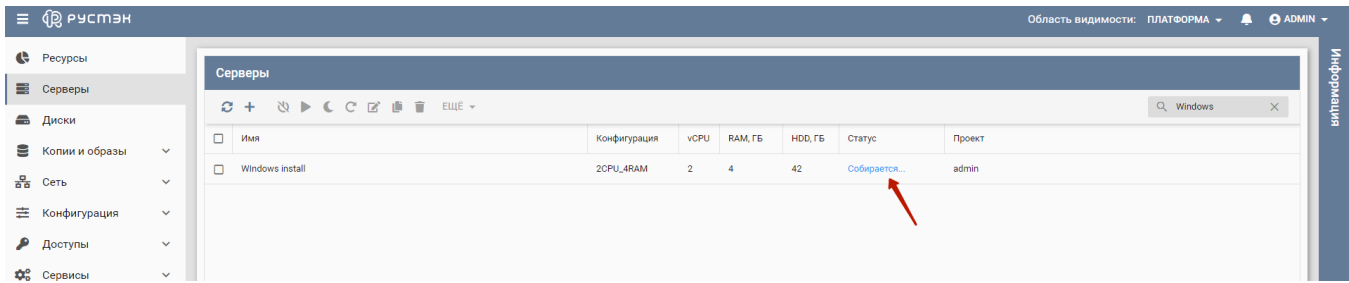 РУСТЭК
Область видимости: ПЛАТФОРМА
ADMIN
Ресурсы
Серверы
Диски
Копии и образы
Сеть
Конфигурация
Доступы
Сервисы
Серверы
ЕЩЁ
Windows
Имя Конфигурация vCPU RAM, ГБ HDD, ГБ Статус Проект
WIndows install 2CPU_4RAM 2 4 42 Собирается... admin
Информация